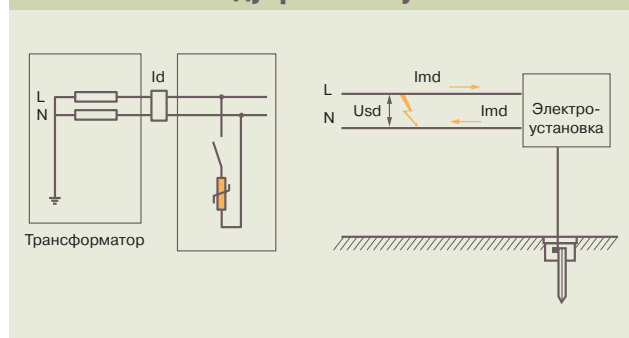 L
N
Id
Трансформатор
L
N
Usd
Imd
Imd
Электро-
установка